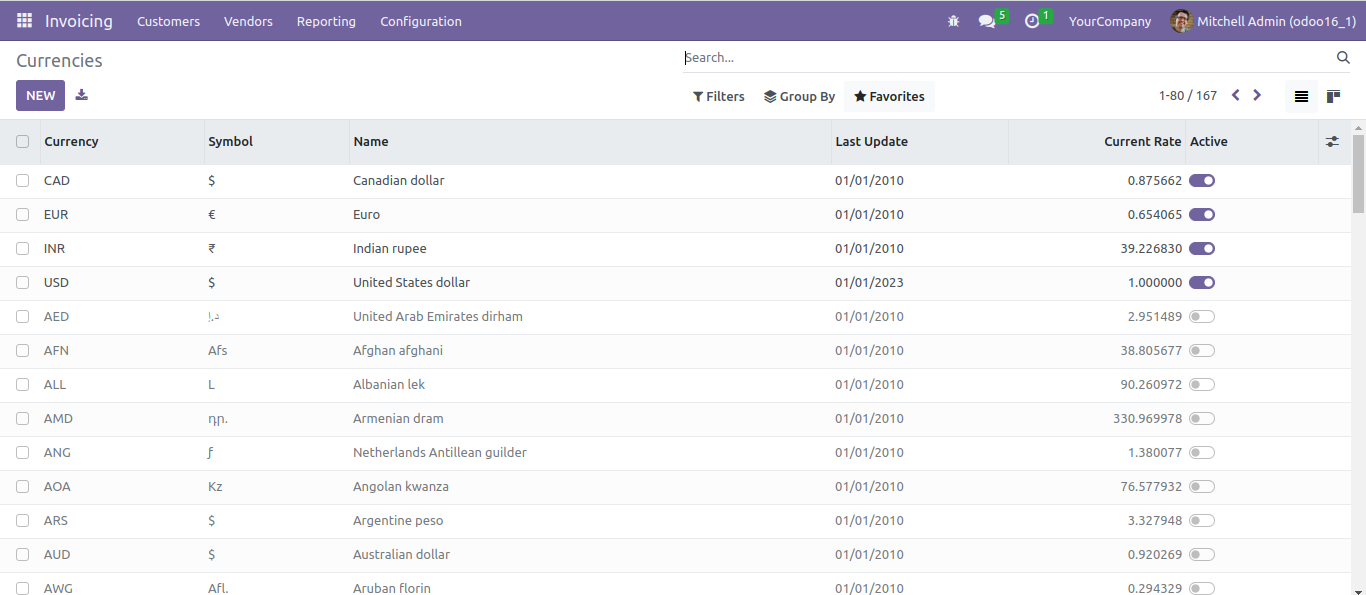 Invoicing Customers Vendors Reporting Configuration 5 1 YourCompany Mitchell Admin (odoo16_1)
Currencies Search...
NEW Filters Group By Favorites 1-80 / 167
Currency Symbol Name Last Update Current Rate Active
CAD $ Canadian dollar 01/01/2010 0.875662
EUR € Euro 01/01/2010 0.654065
INR ₹ Indian rupee 01/01/2010 39.226830
USD $ United States dollar 01/01/2023 1.000000
AED د.إ United Arab Emirates dirham 01/01/2010 2.951489
AFN Afs Afghan afghani 01/01/2010 38.805677
ALL L Albanian lek 01/01/2010 90.260972
AMD դր. Armenian dram 01/01/2010 330.969978
ANG ƒ Netherlands Antillean guilder 01/01/2010 1.380077
AOA Kz Angolan kwanza 01/01/2010 76.577932
ARS $ Argentine peso 01/01/2010 3.327948
AUD $ Australian dollar 01/01/2010 0.920269
AWG Afl. Aruban florin 01/01/2010 0.294329